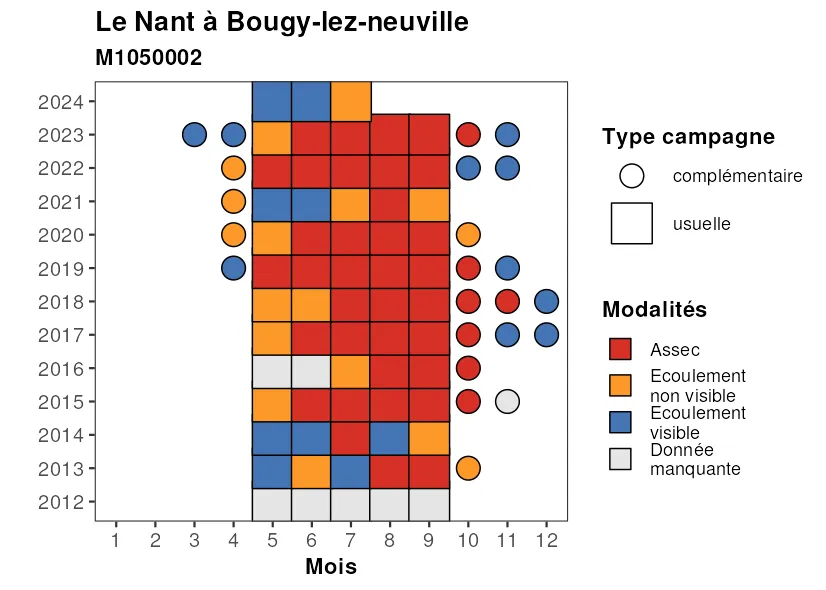 Le Nant à Bougy-lez-neuville
M1050002
2024
2023
2022
2021
2020
2019
2018
2017
2016
2015
2014
2013
2012
1 2 3 4 5 6 7 8 9 10 11 12
Mois
Type campagne
complémentaire
usuelle
Modalités
Assec
Ecoulement
non visible
Ecoulement
visible
Donnée
manquante